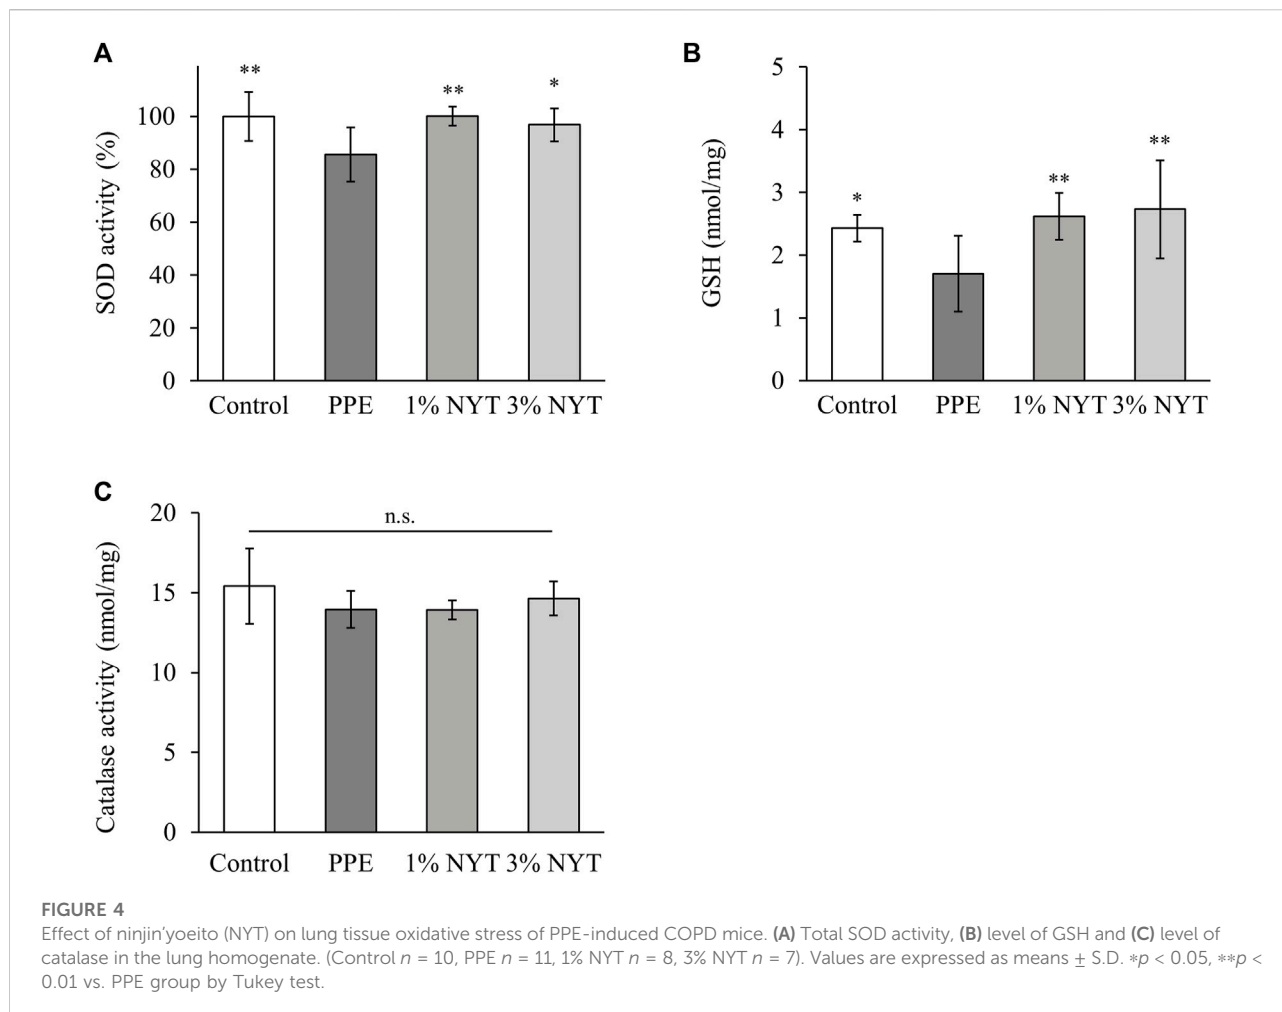 A
SOD activity (%)
100
80
60
40
20
0
**
**
*
Control PPE 1% NYT 3% NYT
B
GSH (nmol/mg)
5
4
3
2
1
0
*
**
**
Control PPE 1% NYT 3% NYT
C
Catalase activity (nmol/mg)
20
15
10
5
0
n.s.
Control PPE 1% NYT 3% NYT
FIGURE 4
Effect of ninjin'yoeito (NYT) on lung tissue oxidative stress of PPE-induced COPD mice. (A) Total SOD activity, (B) level of GSH and (C) level of
catalase in the lung homogenate. (Control n = 10, PPE n = 11, 1% NYT n = 8, 3% NYT n = 7). Values are expressed as means ± S.D. *p < 0.05, **p <
0.01 vs. PPE group by Tukey test.